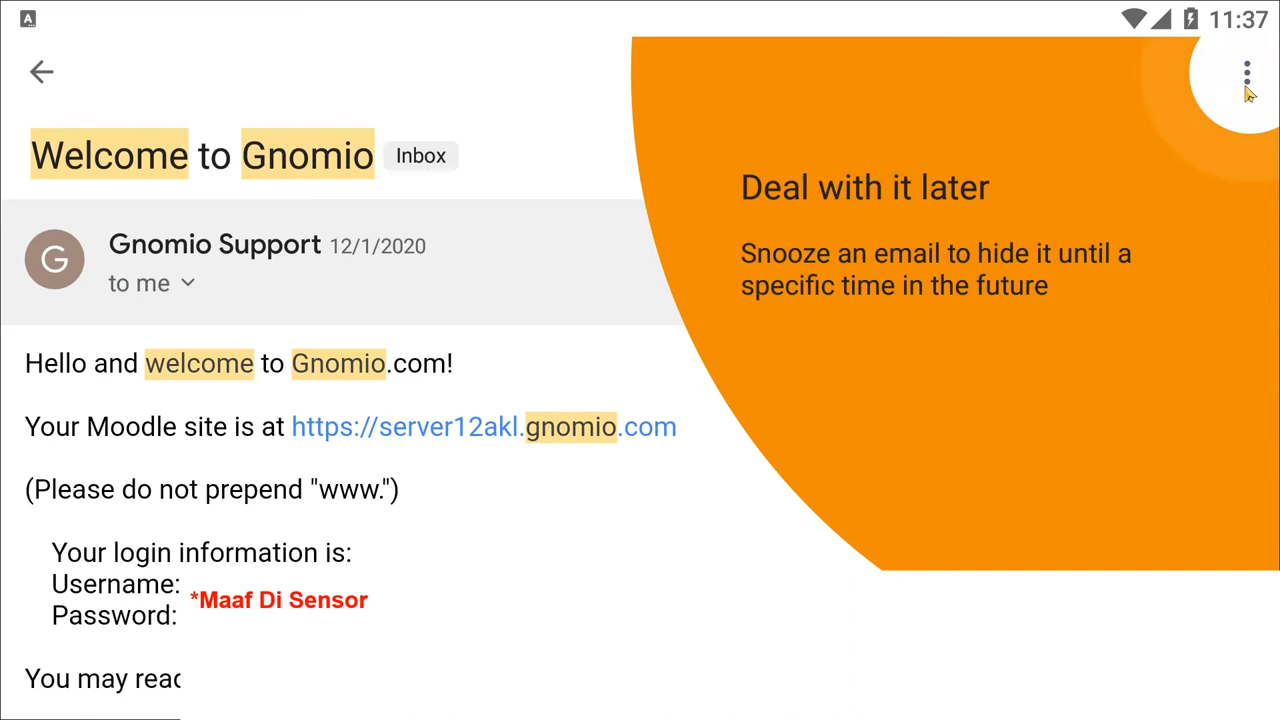 11:37
Welcome to Gnomio Inbox
Deal with it later
Snooze an email to hide it until a
specific time in the future
G
Gnomio Support 12/1/2020
to me
Hello and welcome to Gnomio.com!
Your Moodle site is at https://server12akl.gnomio.com
(Please do not prepend "www.")
Your login information is:
Username:
*Maaf Di Sensor
Password:
You may read